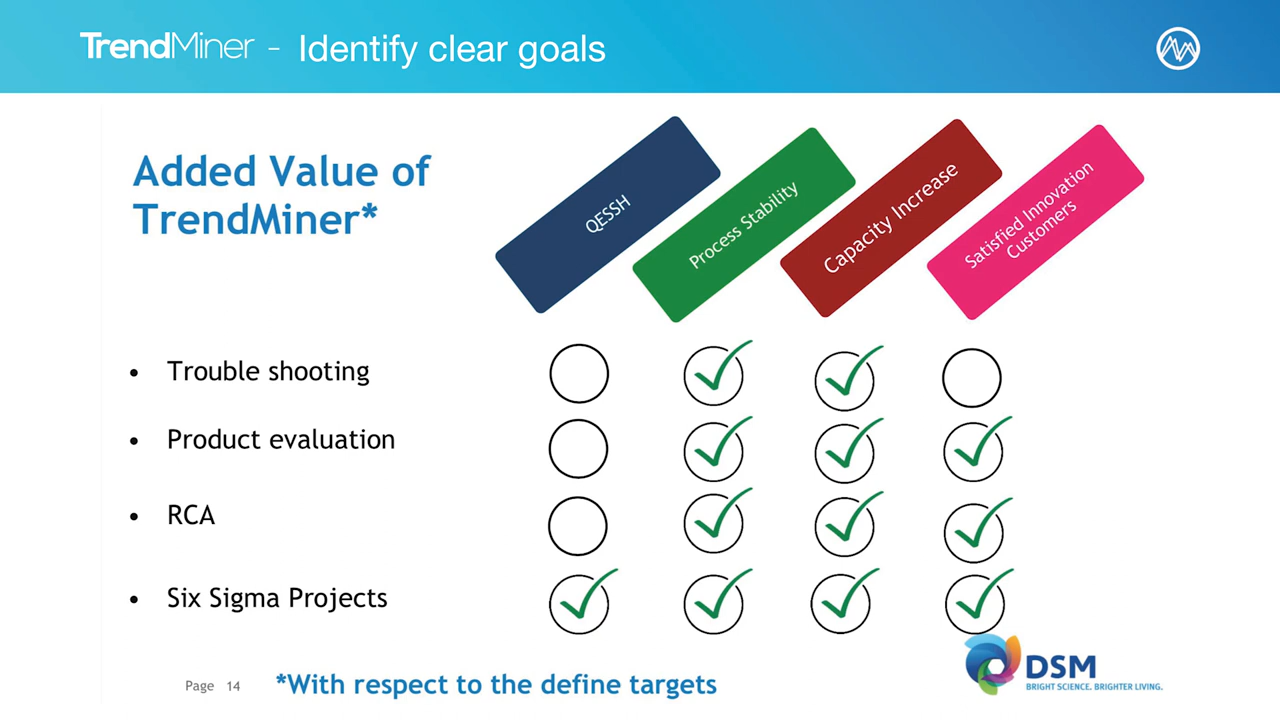 TrendMiner - Identify clear goals
Added Value of
TrendMiner*
QESSH
Process Stability
Capacity Increase
Satisfied Innovation
Customers
• Trouble shooting
• Product evaluation
• RCA
• Six Sigma Projects
DSM
BRIGHT SCIENCE. BRIGHTER LIVING.
Page 14
*With respect to the define targets